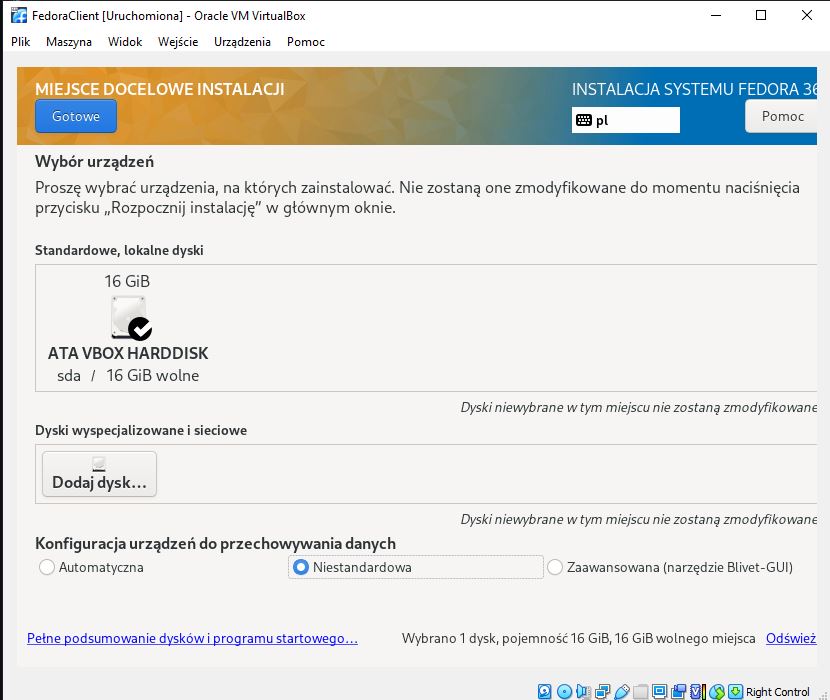 FedoraClient [Uruchomiona] - Oracle VM VirtualBox
Plik Maszyna Widok Wejście Urządzenia Pomoc
MIEJSCE DOCELOWE INSTALACJI
INSTALACJA SYSTEMU FEDORA 36
Gotowe
pl
Pomoc
Wybór urządzeń
Proszę wybrać urządzenia, na których zainstalować. Nie zostaną one zmodyfikowane do momentu naciśnięcia
przycisku „Rozpocznij instalację” w głównym oknie.
Standardowe, lokalne dyski
16 GiB
ATA VBOX HARDDISK
sda / 16 GiB wolne
Dyski niewybrane w tym miejscu nie zostaną zmodyfikowane
Dyski wyspecjalizowane i sieciowe
Dodaj dysk…
Dyski niewybrane w tym miejscu nie zostaną zmodyfikowane
Konfiguracja urządzeń do przechowywania danych
Automatyczna
Niestandardowa
Zaawansowana (narzędzie Blivet-GUI)
Pełne podsumowanie dysków i programu startowego…
Wybrano 1 dysk, pojemność 16 GiB, 16 GiB wolnego miejsca
Odśwież
Right Control